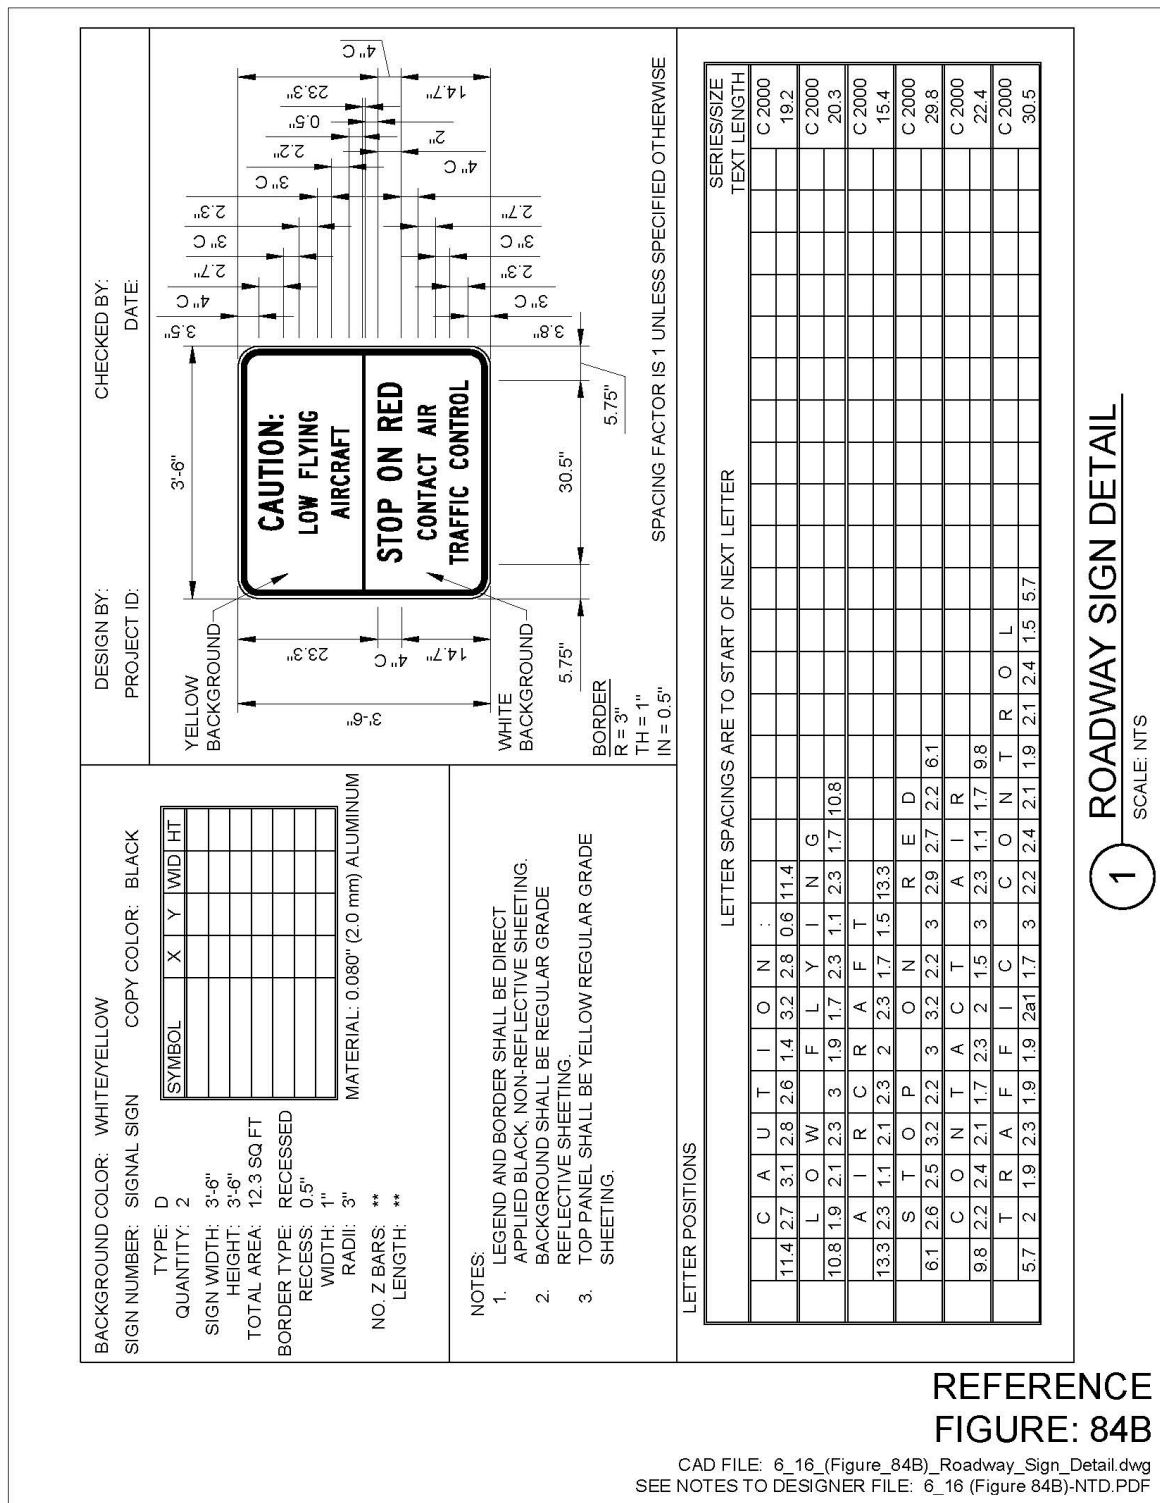 BACKGROUND COLOR: WHITE/YELLOW
SIGN NUMBER: SIGNAL SIGN COPY COLOR: BLACK
TYPE: D
QUANTITY: 2
SIGN WIDTH: 3'-6"
HEIGHT: 3'-6"
TOTAL AREA: 12.3 SQ FT
BORDER TYPE: RECESSED
RECESS: 0.5"
WIDTH: 1"
RADII: 3"
NO. Z BARS: **
LENGTH: **
SYMBOL X Y WID HT
MATERIAL: 0.080" (2.0 mm) ALUMINUM
NOTES:
1. LEGEND AND BORDER SHALL BE DIRECT
APPLIED BLACK, NON-REFLECTIVE SHEETING.
2. BACKGROUND SHALL BE REGULAR GRADE
REFLECTIVE SHEETING.
3. TOP PANEL SHALL BE YELLOW REGULAR GRADE
SHEETING.
DESIGN BY: CHECKED BY:
PROJECT ID: DATE:
3'-6"
YELLOW
BACKGROUND
CAUTION:
LOW FLYING
AIRCRAFT
STOP ON RED
CONTACT AIR
TRAFFIC CONTROL
23.3"
4" C
14.7"
3'-6"
WHITE
BACKGROUND
3.5"
4" C
2.7"
3" C
2.3"
3" C
2.2"
0.5"
23.3"
4" C
3.8"
3" C
2.3"
3" C
2.7"
4" C
2"
14.7"
5.75" 30.5" 5.75"
BORDER
R = 3"
TH = 1"
IN = 0.5"
SPACING FACTOR IS 1 UNLESS SPECIFIED OTHERWISE
LETTER POSITIONS
LETTER SPACINGS ARE TO START OF NEXT LETTER
SERIES/SIZE
TEXT LENGTH
C A U T I O N : C 2000
11.4 2.7 3.1 2.8 2.6 1.4 3.2 2.8 0.6 11.4 19.2
L O W F L Y I N G C 2000
10.8 1.9 2.1 2.3 3 1.9 1.7 2.3 1.1 2.3 1.7 10.8 20.3
A I R C R A F T C 2000
13.3 2.3 1.1 2.1 2.3 2 2.3 1.7 1.5 13.3 15.4
S T O P O N R E D C 2000
6.1 2.6 2.5 3.2 2.2 3 3.2 2.2 3 2.9 2.7 2.2 6.1 29.8
C O N T A C T A I R C 2000
9.8 2.2 2.4 2.1 1.7 2.3 2 1.5 3 2.3 1.1 1.7 9.8 22.4
T R A F F I C C O N T R O L C 2000
5.7 2 1.9 2.3 1.9 1.9 2a1 1.7 3 2.2 2.4 2.1 1.9 2.1 2.4 1.5 5.7 30.5
1 ROADWAY SIGN DETAIL
SCALE: NTS
REFERENCE
FIGURE: 84B
CAD FILE: 6_16_(Figure_84B)_Roadway_Sign_Detail.dwg
SEE NOTES TO DESIGNER FILE: 6_16 (Figure 84B)-NTD.PDF